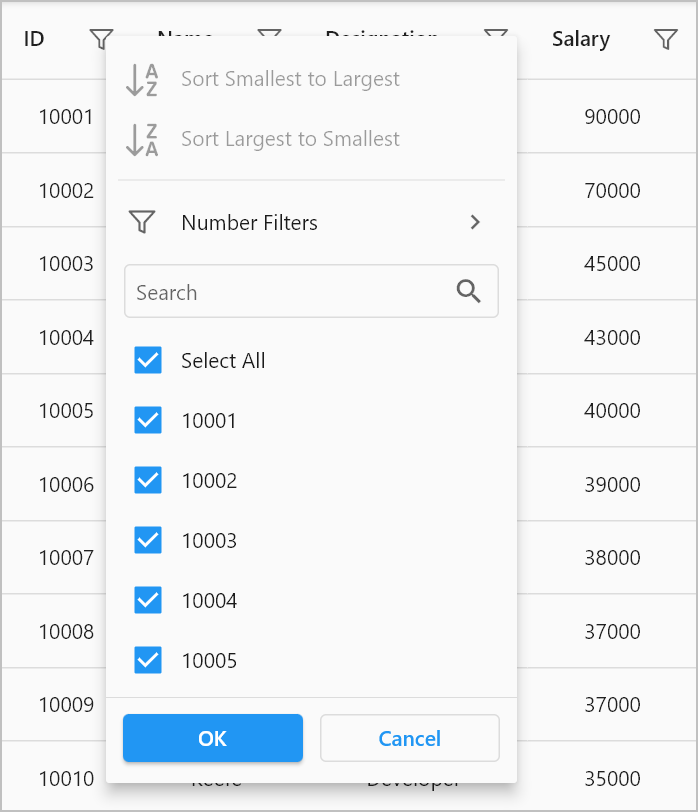 ID Name Designation Salary
Sort Smallest to Largest
Sort Largest to Smallest
Number Filters
Search
Select All
10001
10002
10003
10004
10005
OK Cancel
10001 90000
10002 70000
10003 45000
10004 43000
10005 40000
10006 39000
10007 38000
10008 37000
10009 37000
10010 Keefe Developer 35000